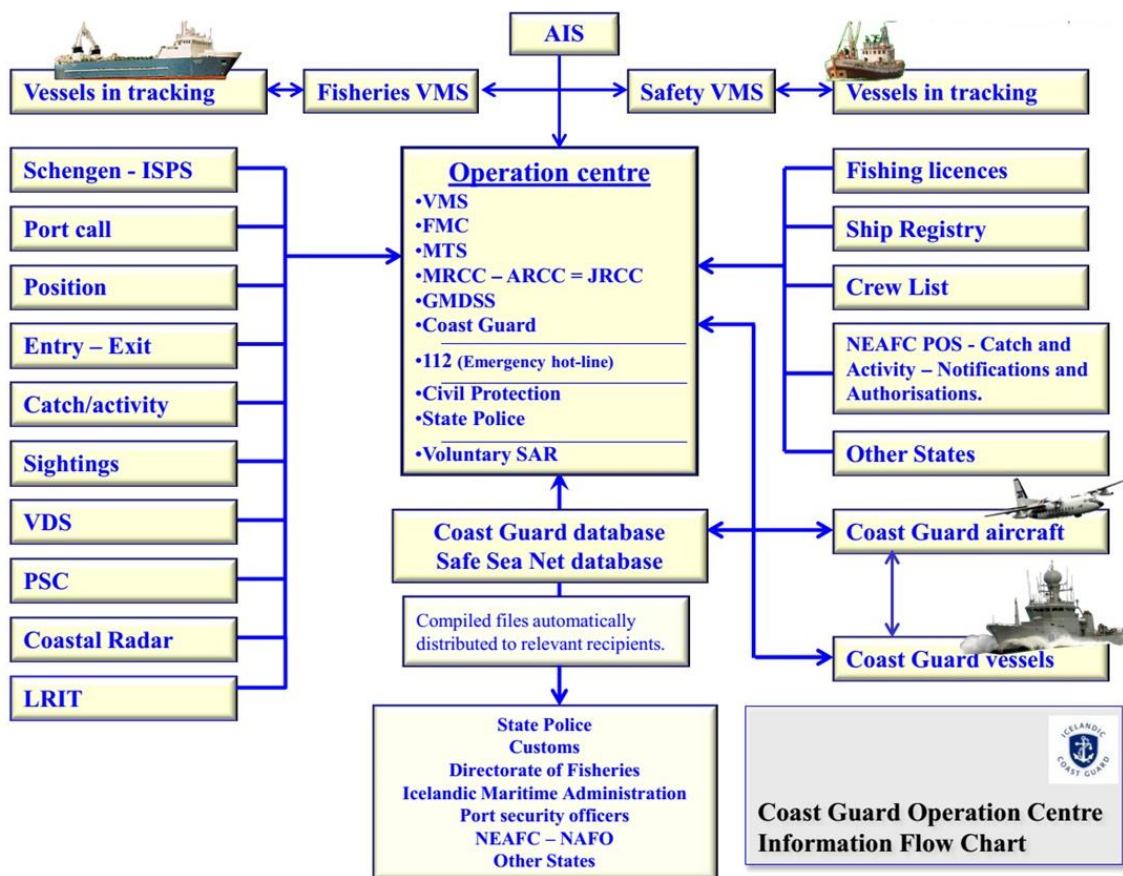 AIS
Vessels in tracking
Fisheries VMS
Safety VMS
Vessels in tracking
Schengen - ISPS
Port call
Position
Entry – Exit
Catch/activity
Sightings
VDS
PSC
Coastal Radar
LRIT
Operation centre
•VMS
•FMC
•MTS
•MRCC – ARCC = JRCC
•GMDSS
•Coast Guard
•112 (Emergency hot-line)
•Civil Protection
•State Police
•Voluntary SAR
Fishing licences
Ship Registry
Crew List
NEAFC POS - Catch and
Activity – Notifications and
Authorisations.
Other States
Coast Guard database
Safe Sea Net database
Coast Guard aircraft
Compiled files automatically
distributed to relevant recipients.
Coast Guard vessels
State Police
Customs
Directorate of Fisheries
Icelandic Maritime Administration
Port security officers
NEAFC – NAFO
Other States
ICELANDIC
COAST GUARD
Coast Guard Operation Centre
Information Flow Chart